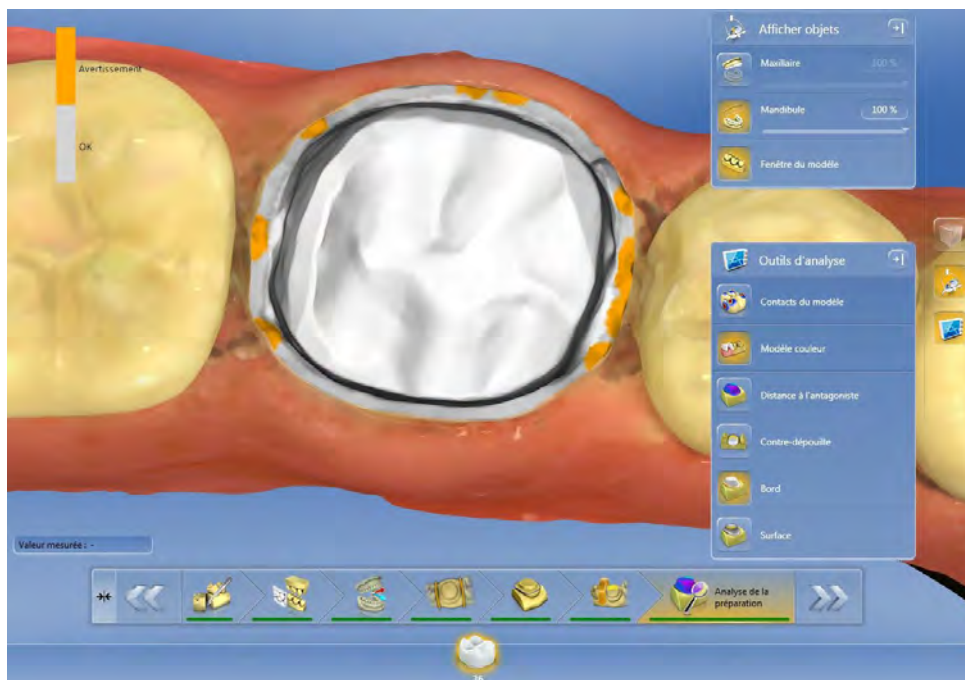 Avertissement
OK
Afficher objets
Maxillaire
100 %
Mandibule
100 %
Fenêtre du modèle
Outils d'analyse
Contacts du modèle
Modèle couleur
Distance à l'antagoniste
Contre-dépouille
Bord
Surface
Valeur mesurée : -
Analyse de la
préparation
36